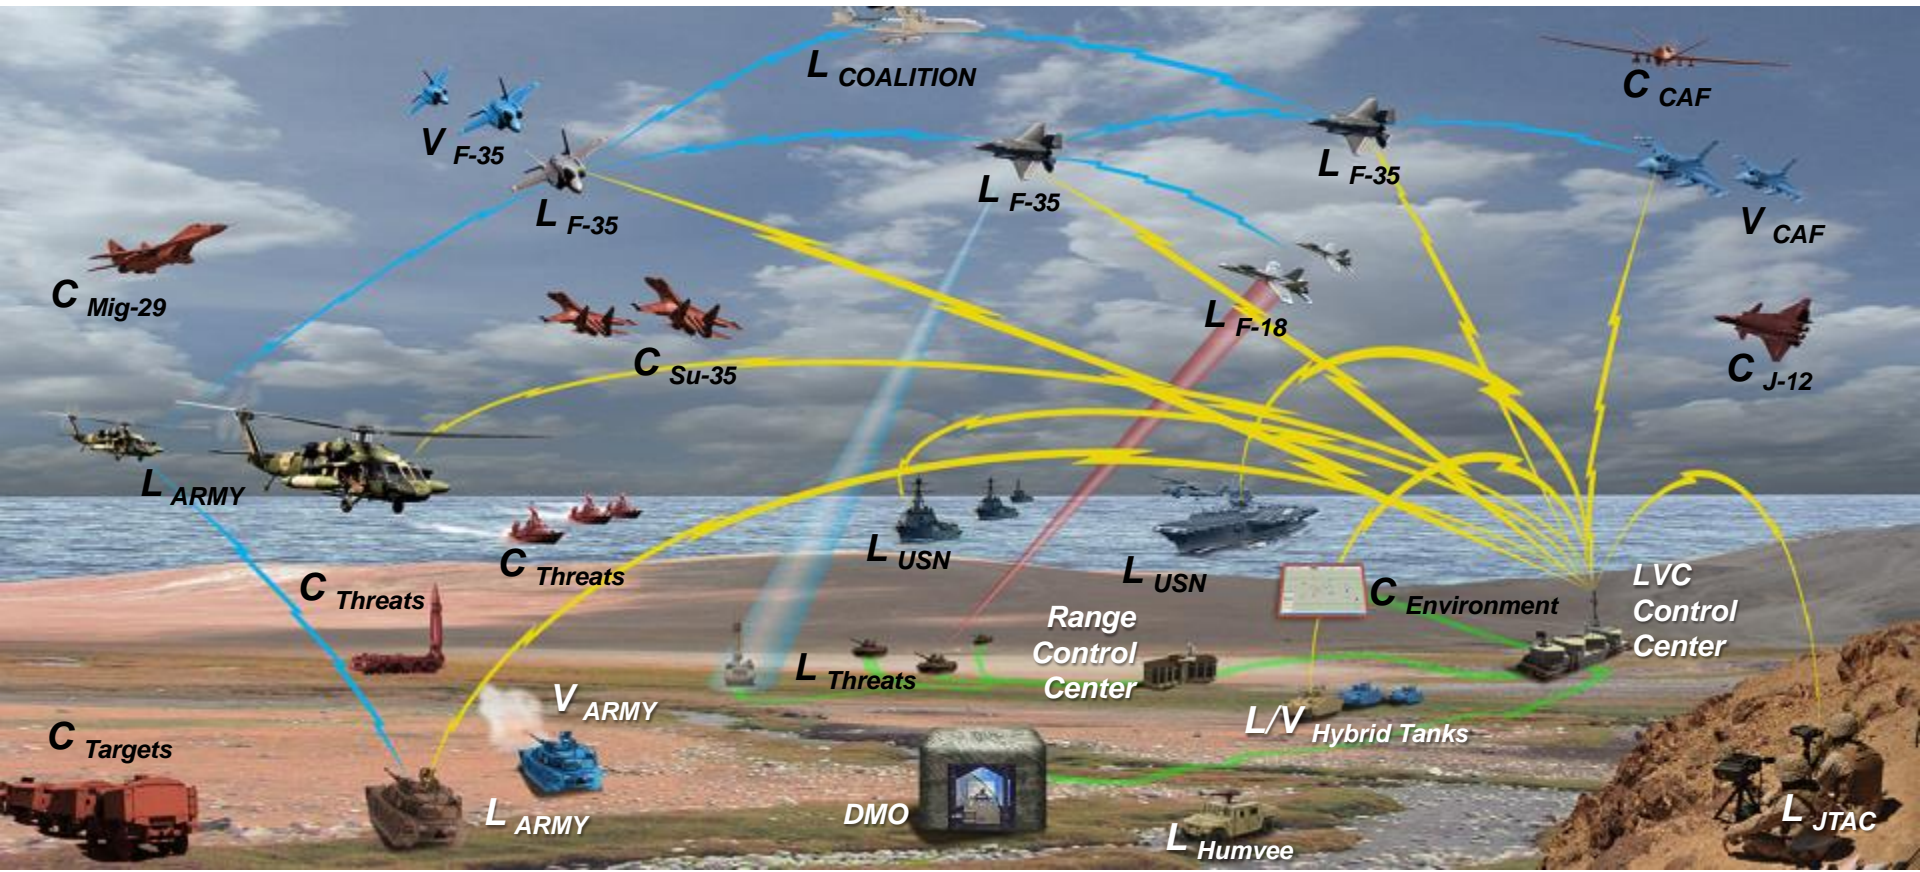 L COALITION
C CAF
V F-35
L F-35
L F-35
L F-35
V CAF
C Mig-29
L F-18
C Su-35
C J-12
L ARMY
C Threats
L USN
L USN
C Threats
C Environment
LVC
Control
Center
Range
Control
Center
L Threats
V ARMY
L/V Hybrid Tanks
C Targets
L ARMY
DMO
L Humvee
L JTAC